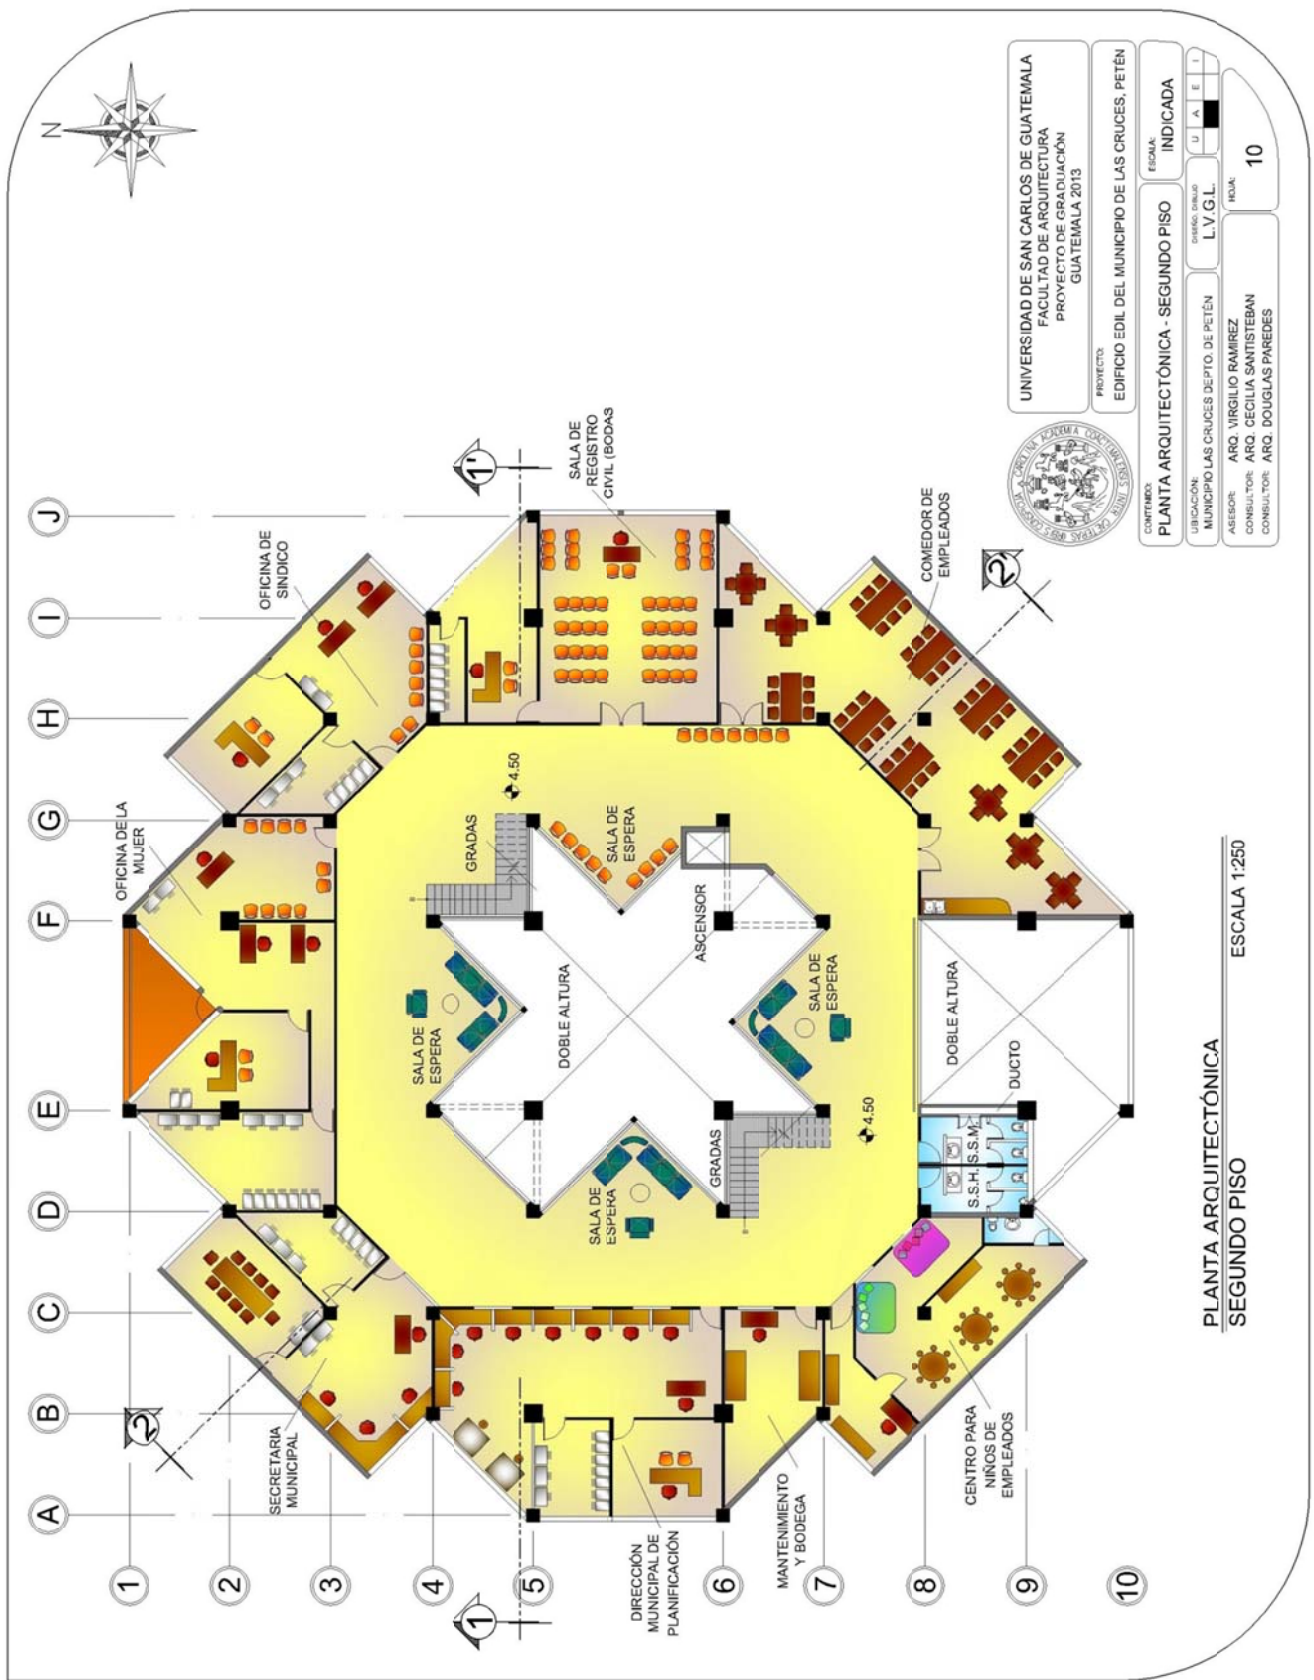 N
J
I
H
G
F
E
D
C
B
A
1
2
3
4
5
6
7
8
9
10
1
1'
2
2'
OFICINA DE LA
MUJER
OFICINA DE
SINDICO
SALA DE
REGISTRO
CIVIL (BODAS
COMEDOR DE
EMPLEADOS
GRADAS
4.50
SALA DE
ESPERA
ASCENSOR
SALA DE
ESPERA
DOBLE ALTURA
SALA DE
ESPERA
SALA DE
ESPERA
GRADAS
4.50
DOBLE ALTURA
DUCTO
S.S.H.
S.S.M.
SECRETARIA
MUNICIPAL
DIRECCIÓN
MUNICIPAL DE
PLANIFICACIÓN
MANTENIMIENTO
Y BODEGA
CENTRO PARA
NIÑOS DE
EMPLEADOS
PLANTA ARQUITECTÓNICA
SEGUNDO PISO
ESCALA 1:250
UNIVERSIDAD DE SAN CARLOS DE GUATEMALA
FACULTAD DE ARQUITECTURA
PROYECTO DE GRADUACIÓN
GUATEMALA 2013
PROYECTO:
EDIFICIO EDIL DEL MUNICIPIO DE LAS CRUCES, PETÉN
CONTENIDO:
PLANTA ARQUITECTÓNICA - SEGUNDO PISO
ESCALA:
INDICADA
UBICACIÓN:
MUNICIPIO LAS CRUCES DEPTO. DE PETÉN
DISEÑO, DIBUJO
L.V.G.L.
U A E I
ASESOR: ARQ. VIRGILIO RAMIREZ
CONSULTOR: ARQ. CECILIA SANTISTEBAN
CONSULTOR: ARQ. DOUGLAS PAREDES
HOJA:
10